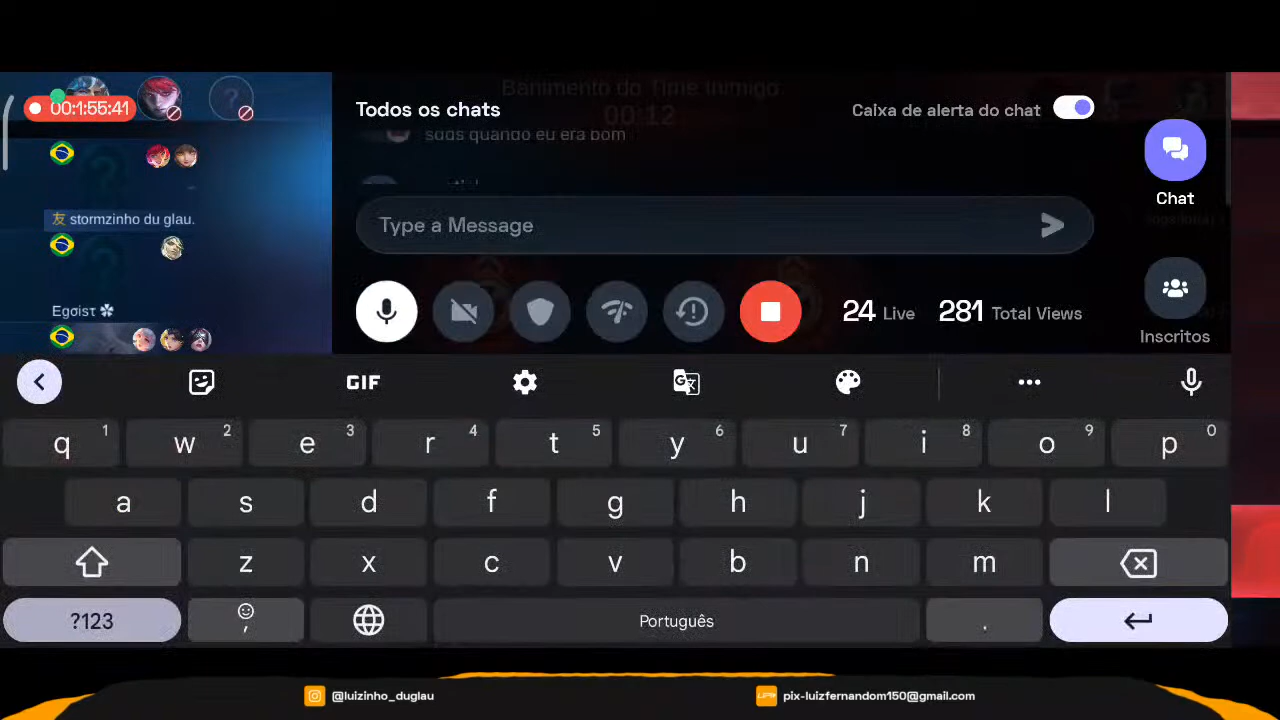 Banimento do Time Inimigo
00:12
00:1:55:41
Todos os chats
Caixa de alerta do chat
sdds quando eu era bom
Chat
友 stormzinho du glau.
Type a Message
Egσιsт ✽
24 Live
281 Total Views
Inscritos
GIF
q 1 w 2 e 3 r 4 t 5 y 6 u 7 i 8 o 9 p 0
a s d f g h j k l
z x c v b n m
?123 , Português .
@luizinho_duglau
pix-luizfernandom150@gmail.com